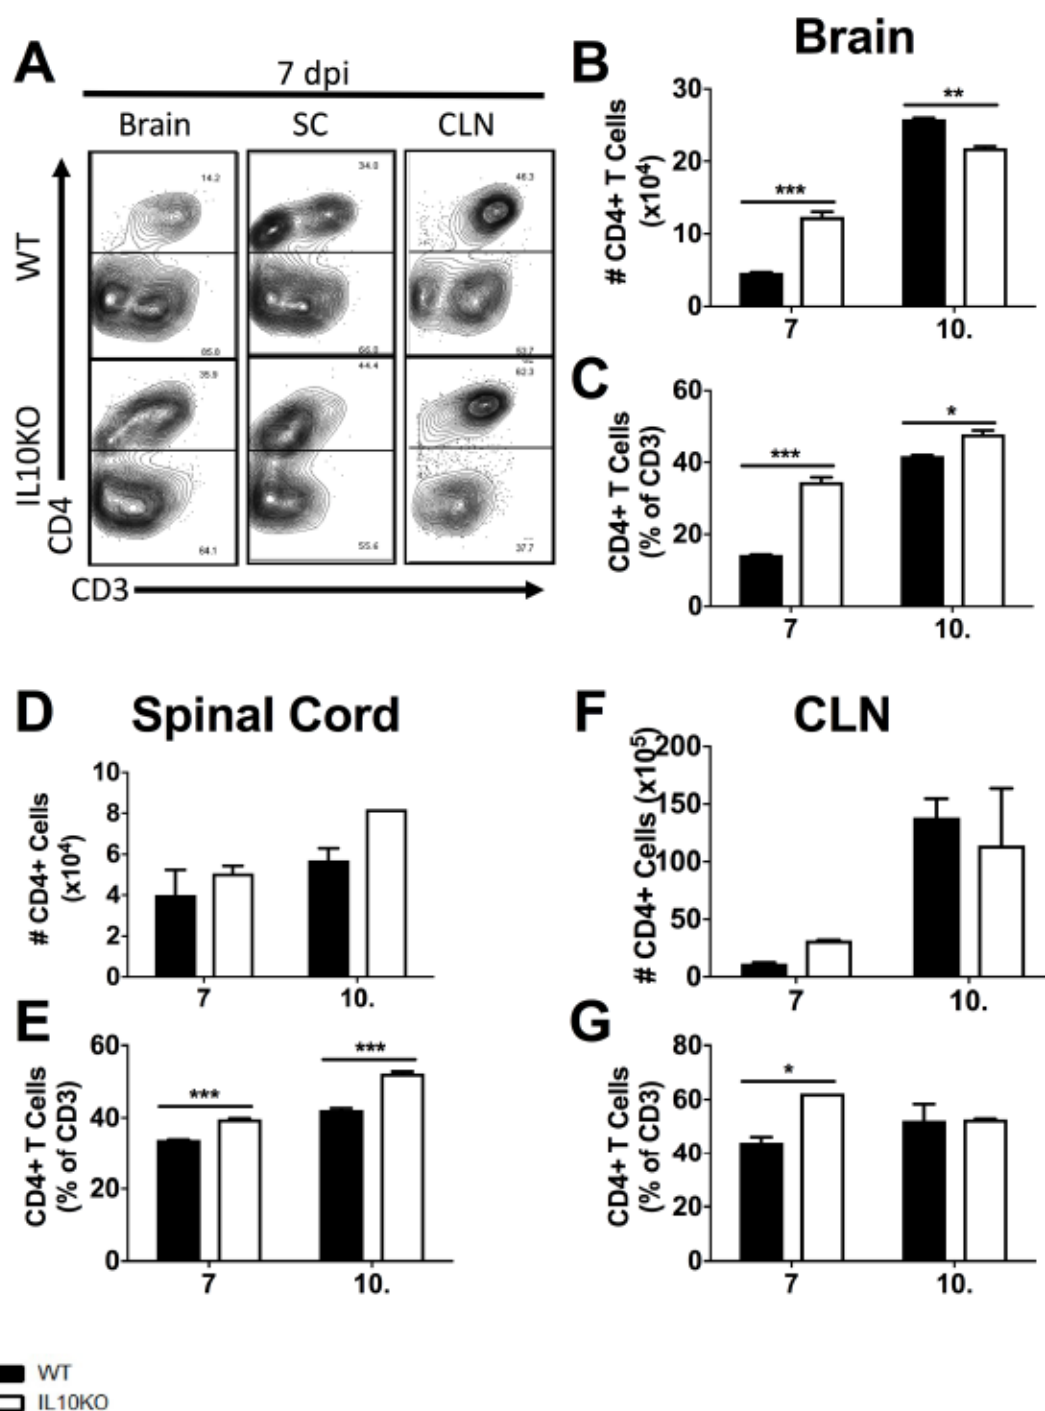 A
7 dpi
Brain SC CLN
WT
14.2 34.0 46.3
85.8 66.0 53.7
IL10KO
35.9 44.4 62.3
64.1 55.6 37.7
CD4
CD3
Brain
B
# CD4+ T Cells
(x10⁴)
30
20
10
0
***
**
7 10.
C
CD4+ T Cells
(% of CD3)
60
40
20
0
***
*
7 10.
D Spinal Cord
# CD4+ Cells
(x10⁴)
10
8
6
4
2
0
7 10.
E
CD4+ T Cells
(% of CD3)
60
40
20
0
***
***
7 10.
F CLN
# CD4+ Cells (x10⁵)
200
150
100
50
0
7 10.
G
CD4+ T Cells
(% of CD3)
80
60
40
20
0
*
7 10.
WT
IL10KO